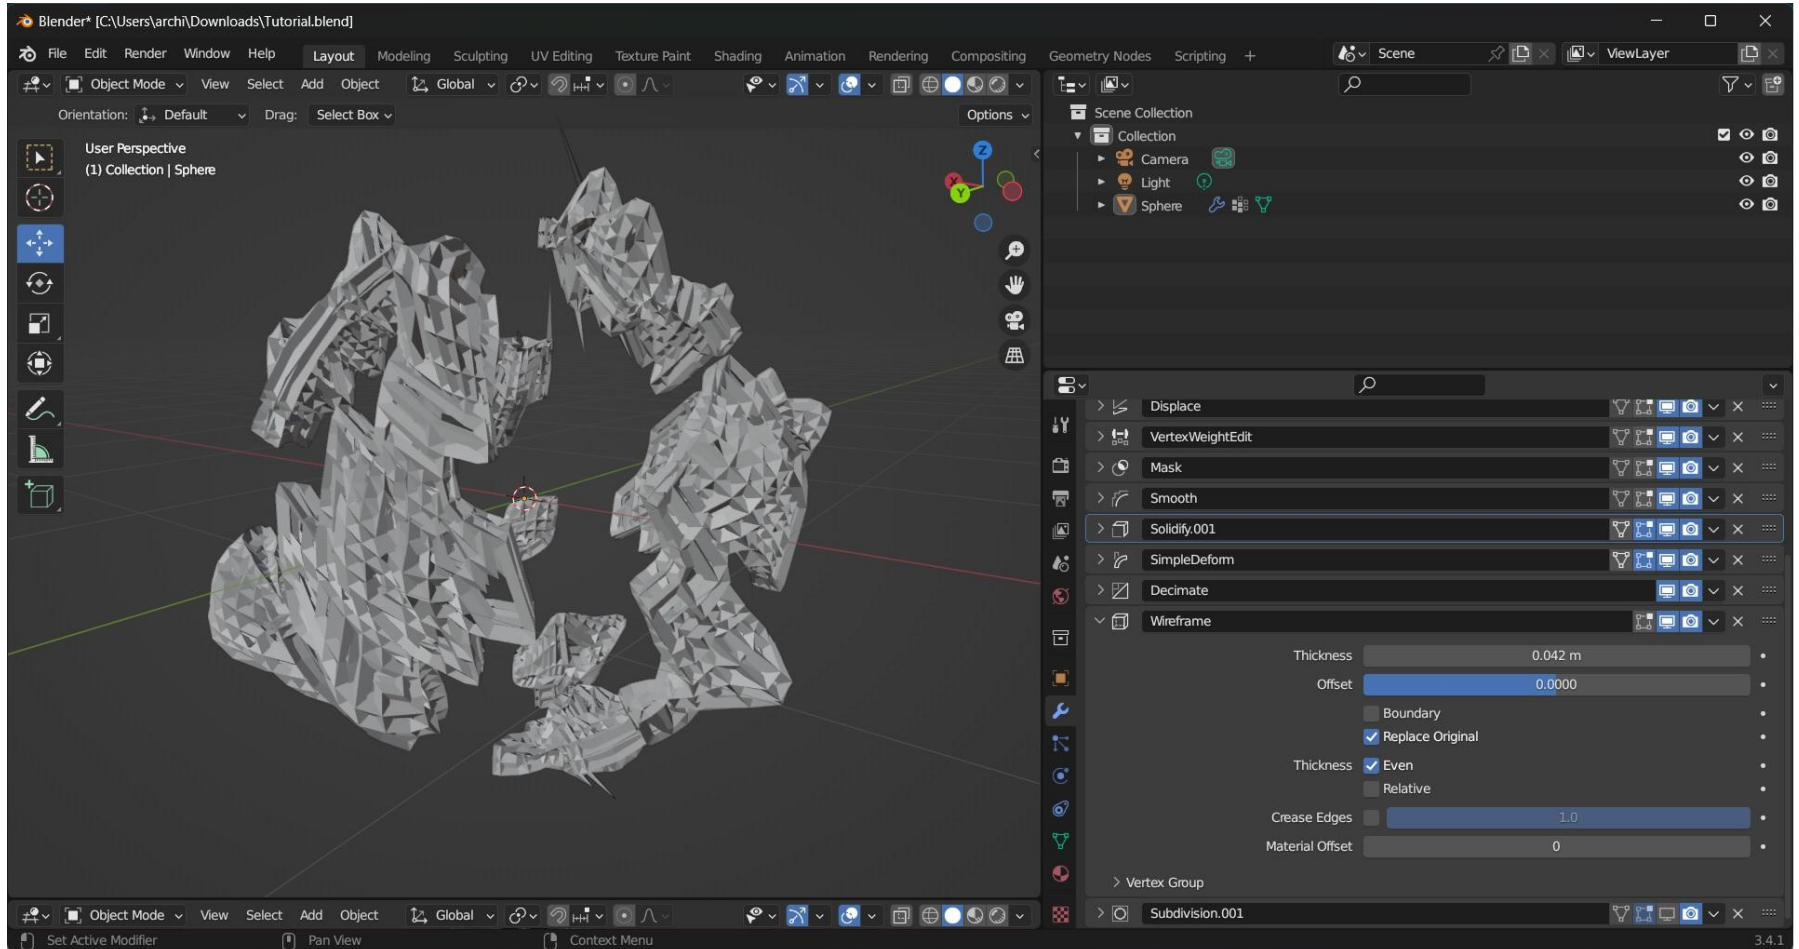 Blender* [C:\Users\archi\Downloads\Tutorial.blend]
File Edit Render Window Help Layout Modeling Sculpting UV Editing Texture Paint Shading Animation Rendering Compositing Geometry Nodes Scripting + Scene ViewLayer
Object Mode View Select Add Object Global
Orientation: Default Drag: Select Box Options
User Perspective
(1) Collection | Sphere
Z
X
Y
Scene Collection
Collection
Camera
Light
Sphere
Displace
VertexWeightEdit
Mask
Smooth
Solidify.001
SimpleDeform
Decimate
Wireframe
Thickness 0.042 m
Offset 0.0000
Boundary
Replace Original
Thickness Even
Relative
Crease Edges 1.0
Material Offset 0
Vertex Group
Subdivision.001
Object Mode View Select Add Object Global
Set Active Modifier Pan View Context Menu 3.4.1